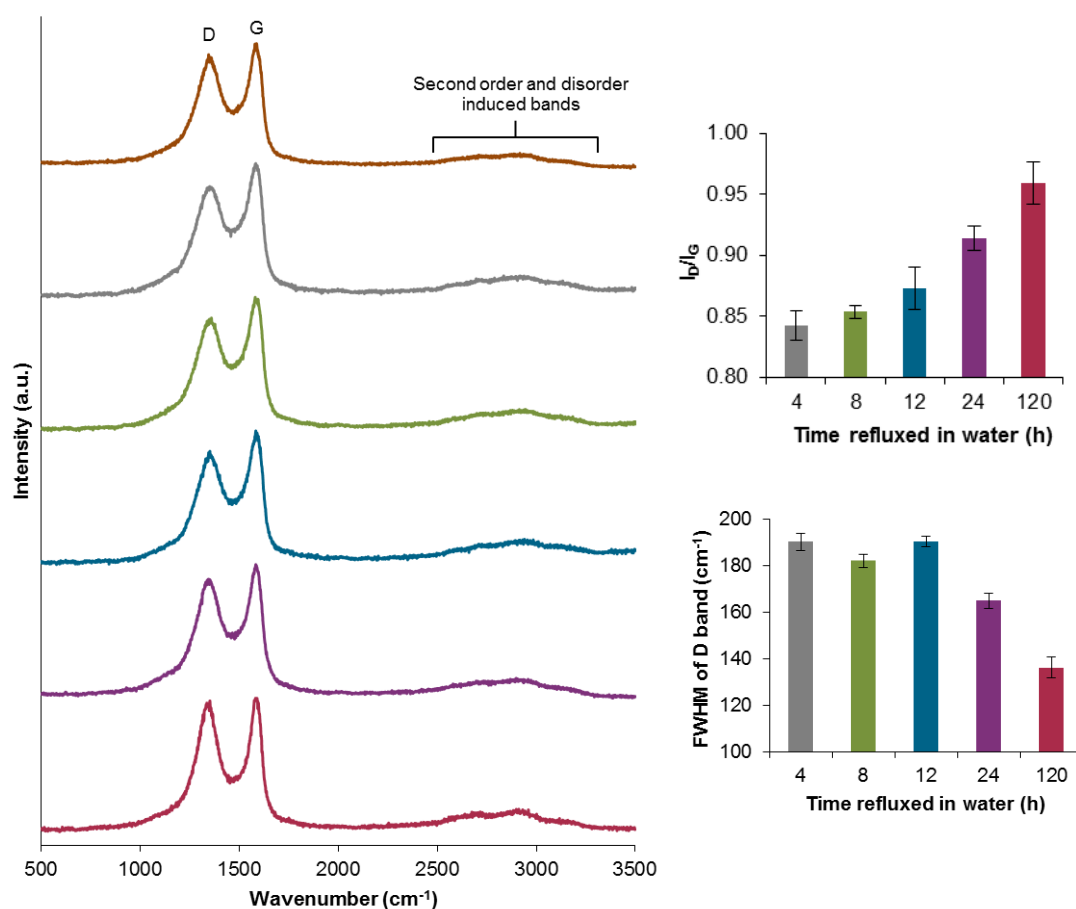 D
G
Second order and disorder
induced bands
Intensity (a.u.)
500 1000 1500 2000 2500 3000 3500
Wavenumber (cm⁻¹)
1.00
0.95
0.90
0.85
0.80
I_D/I_G
4 8 12 24 120
Time refluxed in water (h)
200
180
160
140
120
100
FWHM of D band (cm⁻¹)
4 8 12 24 120
Time refluxed in water (h)